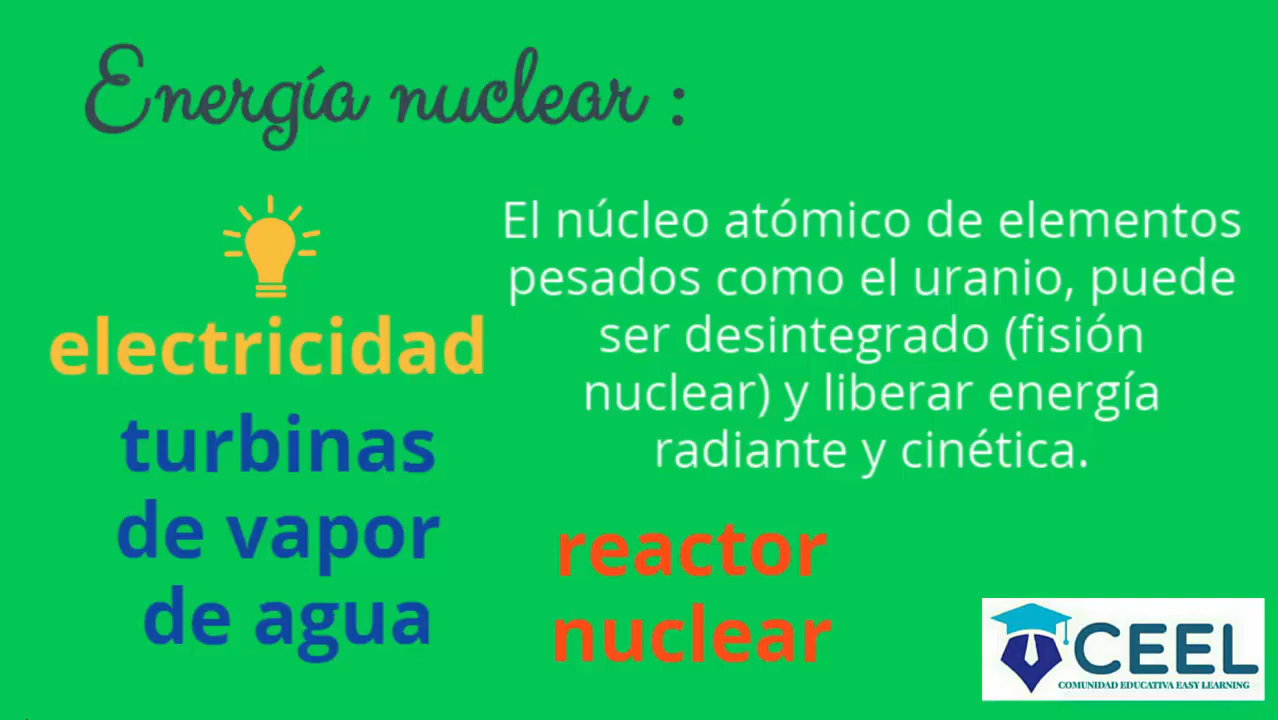 Energía nuclear :
electricidad
turbinas
de vapor
de agua
El núcleo atómico de elementos
pesados como el uranio, puede
ser desintegrado (fisión
nuclear) y liberar energía
radiante y cinética.
reactor
nuclear
CEEL
COMUNIDAD EDUCATIVA EASY LEARNING